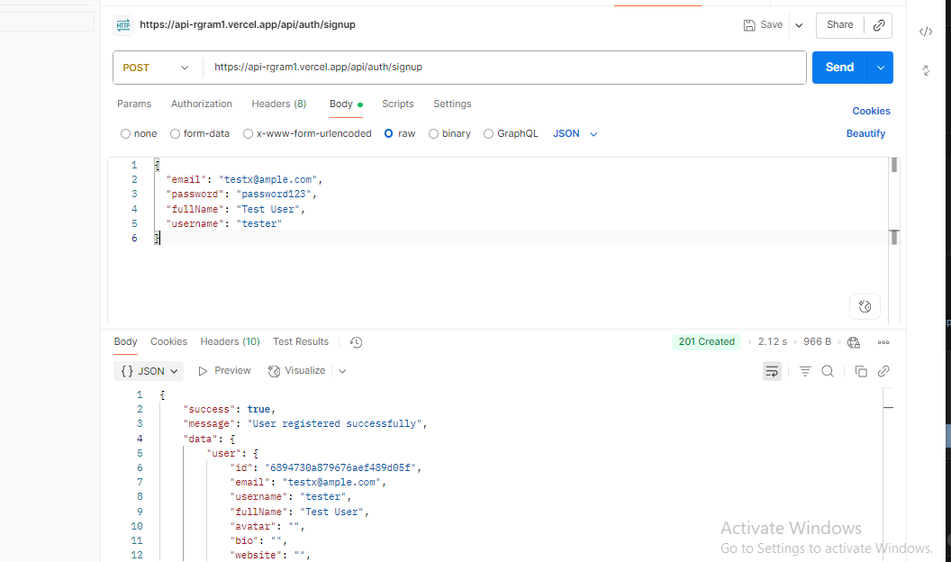 HTTP https://api-rgram1.vercel.app/api/auth/signup Save Share
POST https://api-rgram1.vercel.app/api/auth/signup Send
Params Authorization Headers (8) Body Scripts Settings Cookies
none form-data x-www-form-urlencoded raw binary GraphQL JSON Beautify
1 {
2 "email": "testx@ample.com",
3 "password": "password123",
4 "fullName": "Test User",
5 "username": "tester"
6 }
Body Cookies Headers (10) Test Results 201 Created 2.12 s 966 B
{} JSON Preview Visualize
1 {
2 "success": true,
3 "message": "User registered successfully",
4 "data": {
5 "user": {
6 "id": "6894730a879676aef489d05f",
7 "email": "testx@ample.com",
8 "username": "tester",
9 "fullName": "Test User",
10 "avatar": "",
11 "bio": "",
12 "website": "",
Activate Windows
Go to Settings to activate Windows.